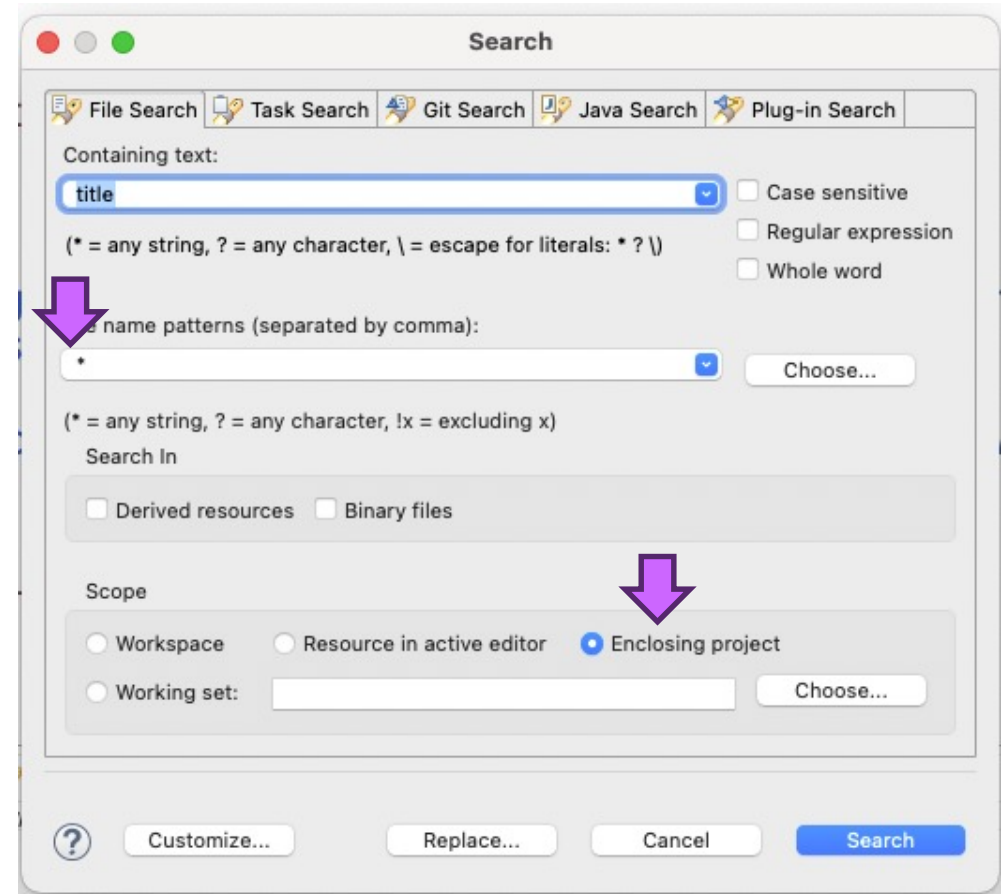 Search
File Search Task Search Git Search Java Search Plug-in Search
Containing text:
title
Case sensitive
(* = any string, ? = any character, \ = escape for literals: * ? \)
Regular expression
Whole word
name patterns (separated by comma):
*
Choose...
(* = any string, ? = any character, !x = excluding x)
Search In
Derived resources Binary files
Scope
Workspace Resource in active editor Enclosing project
Working set: Choose...
? Customize... Replace... Cancel Search